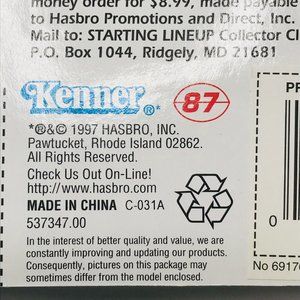 money order for $8.99, made payable
to Hasbro Promotions and Direct, Inc.
Mail to: STARTING LINEUP Collector Cl
P.O. Box 1044, Ridgely, MD 21681
Kenner® 87
*®&© 1997 HASBRO, INC.
Pawtucket, Rhode Island 02862.
All Rights Reserved.
Check Us Out On-Line!
http://www.hasbro.com
MADE IN CHINA C-031A
537347.00
In the interest of better quality and value, we are
constantly improving and updating our products.
Consequently, pictures on this package may
sometimes differ from the model enclosed.
PR
0
No 6917